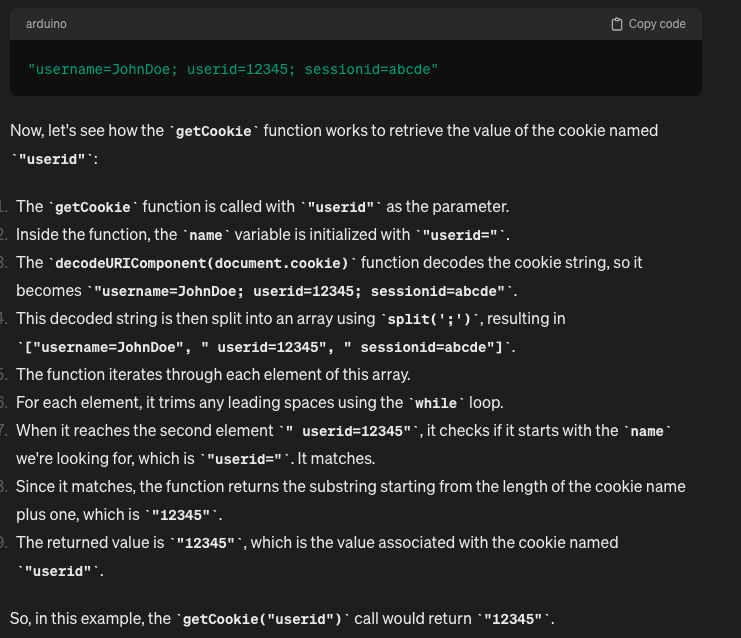 arduino
Copy code
"username=JohnDoe; userid=12345; sessionid=abcde"
Now, let's see how the `getCookie` function works to retrieve the value of the cookie named
`"userid"`:
1. The `getCookie` function is called with `"userid"` as the parameter.
2. Inside the function, the `name` variable is initialized with `"userid="`.
3. The `decodeURIComponent(document.cookie)` function decodes the cookie string, so it
becomes `"username=JohnDoe; userid=12345; sessionid=abcde"`.
4. This decoded string is then split into an array using `split(';')`, resulting in
`["username=JohnDoe", " userid=12345", " sessionid=abcde"]`.
5. The function iterates through each element of this array.
6. For each element, it trims any leading spaces using the `while` loop.
7. When it reaches the second element `" userid=12345"`, it checks if it starts with the `name`
we're looking for, which is `"userid="`. It matches.
8. Since it matches, the function returns the substring starting from the length of the cookie name
plus one, which is `"12345"`.
9. The returned value is `"12345"`, which is the value associated with the cookie named
`"userid"`.
So, in this example, the `getCookie("userid")` call would return `"12345"`.